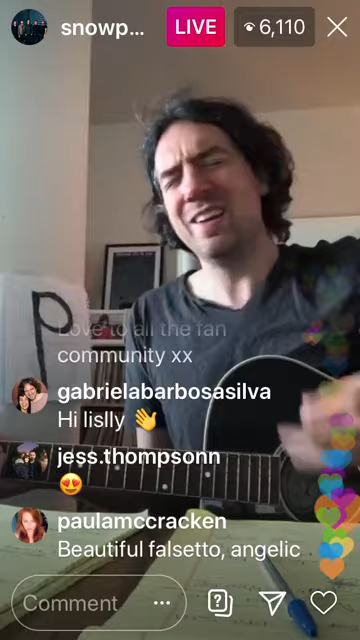 snowp...
LIVE
6,110
P
Love to all the fan
community xx
gabrielabarbosasilva
Hi lislly 👋
jess.thompsonn
😍
paulamccracken
Beautiful falsetto, angelic
Comment